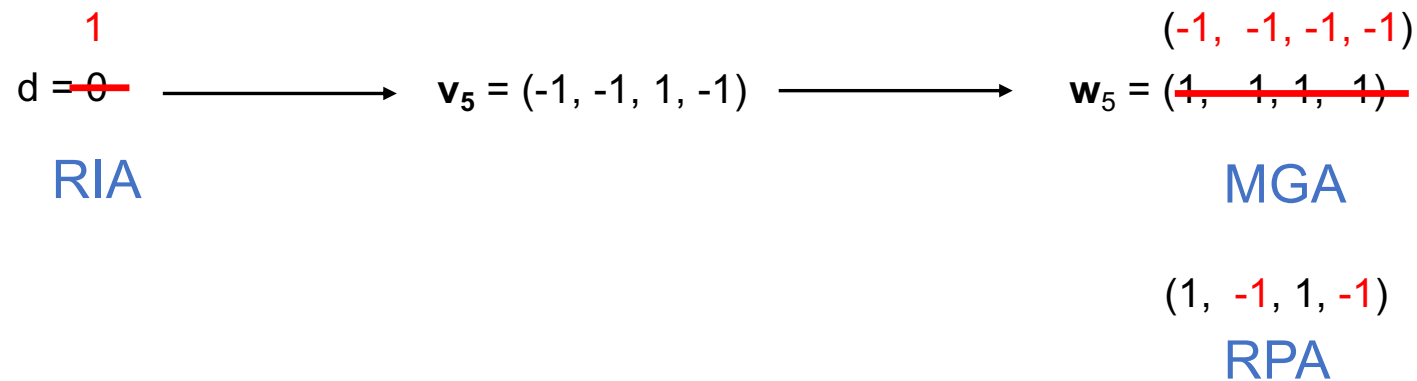 1 (-1, -1, -1, -1)
d = 0 v5 = (-1, -1, 1, -1) w5 = (1, 1, 1, 1)
RIA MGA
(1, -1, 1, -1)
RPA